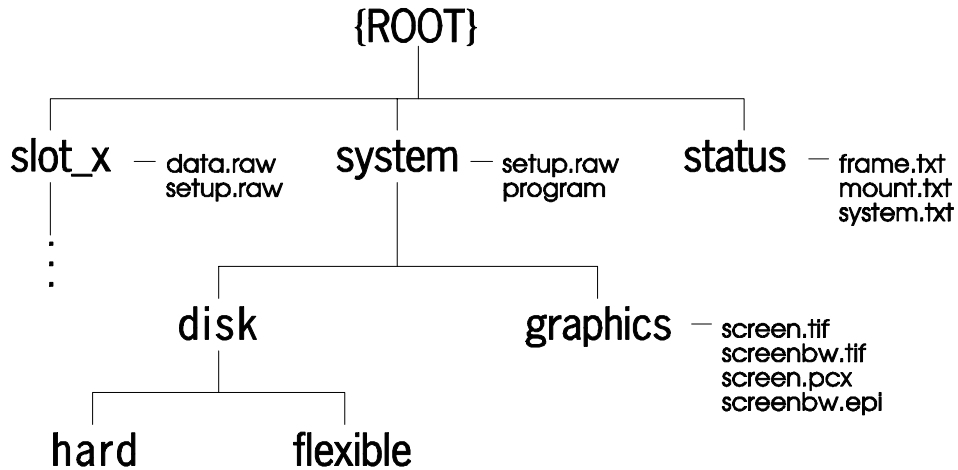 {ROOT}
slot_x
data.raw
setup.raw
system
setup.raw
program
status
frame.txt
mount.txt
system.txt
disk
graphics
screen.tif
screenbw.tif
screen.pcx
screenbw.epi
hard
flexible